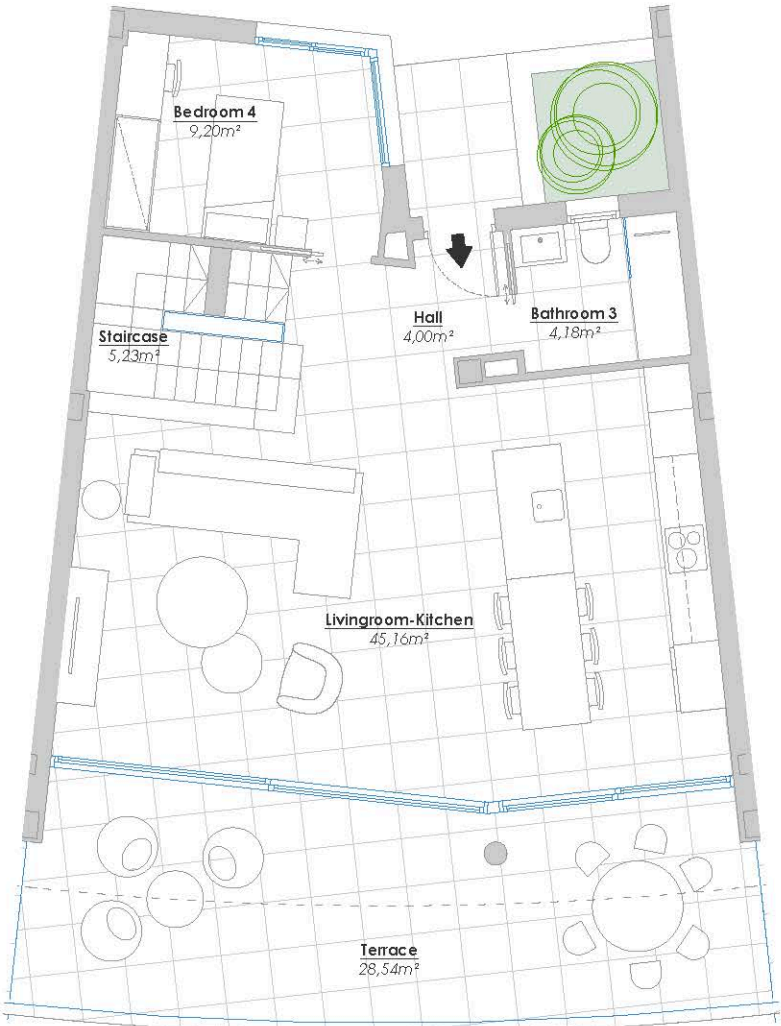 Bedroom 4
9,20m²
Hall
4,00m²
Bathroom 3
4,18m²
Staircase
5,23m²
Livingroom-Kitchen
45,16m²
Terrace
28,54m²